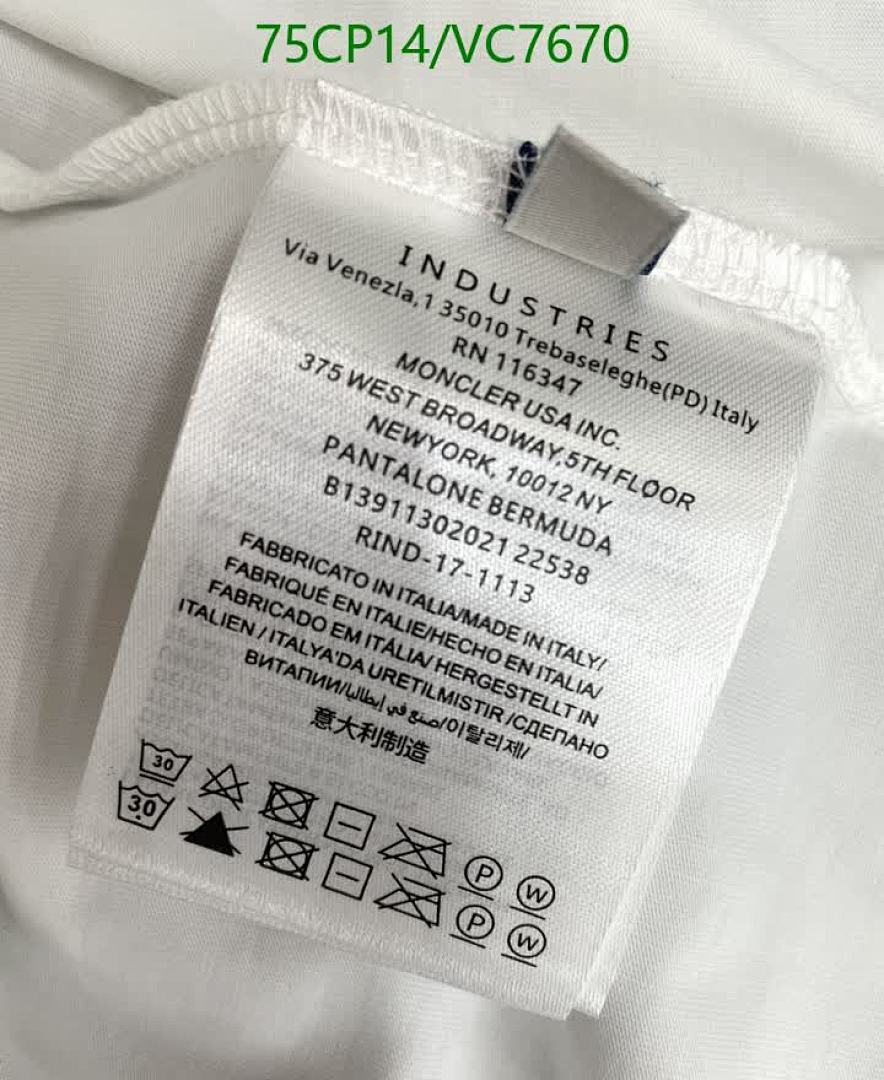 75CP14/VC7670
INDUSTRIES
Via Venezla,1 35010 Trebaseleghe(PD) Italy
RN 116347
MONCLER USA INC.
375 WEST BROADWAY,5TH FLOOR
NEWYORK, 10012 NY
PANTALONE BERMUDA
B13911302021 22538
RIND-17-1113
FABBRICATO IN ITALIA/MADE IN ITALY/
FABRIQUÉ EN ITALIE/HECHO EN ITALIA/
FABRICADO EM ITÁLIA/ HERGESTELLT IN
ITALIEN / ITALYA'DA URETILMISTIR /СДЕПАНО
ВИТАПИИ/صنع في إيطاليا/이탈리제/
意大利制造
30
30
P
W
P
W